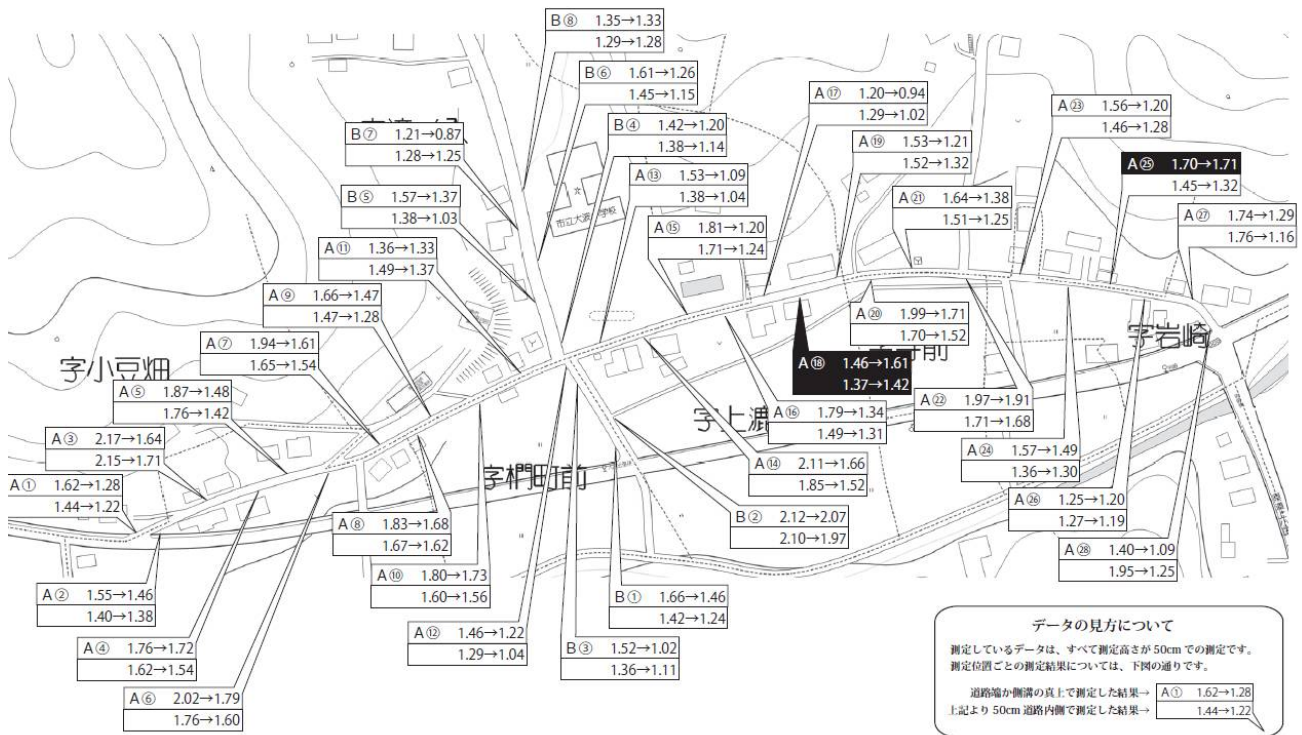 B⑧ 1.35→1.33
1.29→1.28
B⑥ 1.61→1.26
1.45→1.15
B⑦ 1.21→0.87
1.28→1.25
B④ 1.42→1.20
1.38→1.14
A⑰ 1.20→0.94
1.29→1.02
A㉓ 1.56→1.20
1.46→1.28
A⑲ 1.53→1.21
1.52→1.32
A㉕ 1.70→1.71
1.45→1.32
B⑤ 1.57→1.37
1.38→1.03
A⑬ 1.53→1.09
1.38→1.04
A㉑ 1.64→1.38
1.51→1.25
A㉗ 1.74→1.29
1.76→1.16
A⑮ 1.81→1.20
1.71→1.24
A⑪ 1.36→1.33
1.49→1.37
A⑨ 1.66→1.47
1.47→1.28
A⑦ 1.94→1.61
1.65→1.54
A⑳ 1.99→1.71
1.70→1.52
字岩崎
字小豆畑
A⑱ 1.46→1.61
1.37→1.42
A⑤ 1.87→1.48
1.76→1.42
A⑯ 1.79→1.34
1.49→1.31
A㉒ 1.97→1.91
1.71→1.68
字上
A③ 2.17→1.64
2.15→1.71
A㉔ 1.57→1.49
1.36→1.30
A⑭ 2.11→1.66
1.85→1.52
A① 1.62→1.28
1.44→1.22
字椚町前
A㉖ 1.25→1.20
1.27→1.19
A⑧ 1.83→1.68
1.67→1.62
B② 2.12→2.07
2.10→1.97
A㉘ 1.40→1.09
1.95→1.25
A⑩ 1.80→1.73
1.60→1.56
A② 1.55→1.46
1.40→1.38
B① 1.66→1.46
1.42→1.24
A⑫ 1.46→1.22
1.29→1.04
A④ 1.76→1.72
1.62→1.54
B③ 1.52→1.02
1.36→1.11
A⑥ 2.02→1.79
1.76→1.60
データの見方について
測定しているデータは、すべて測定高さが 50cm での測定です。
測定位置ごとの測定結果については、下図の通りです。
道路端か側溝の真上で測定した結果→ A① 1.62→1.28
上記より 50cm 道路内側で測定した結果→ 1.44→1.22